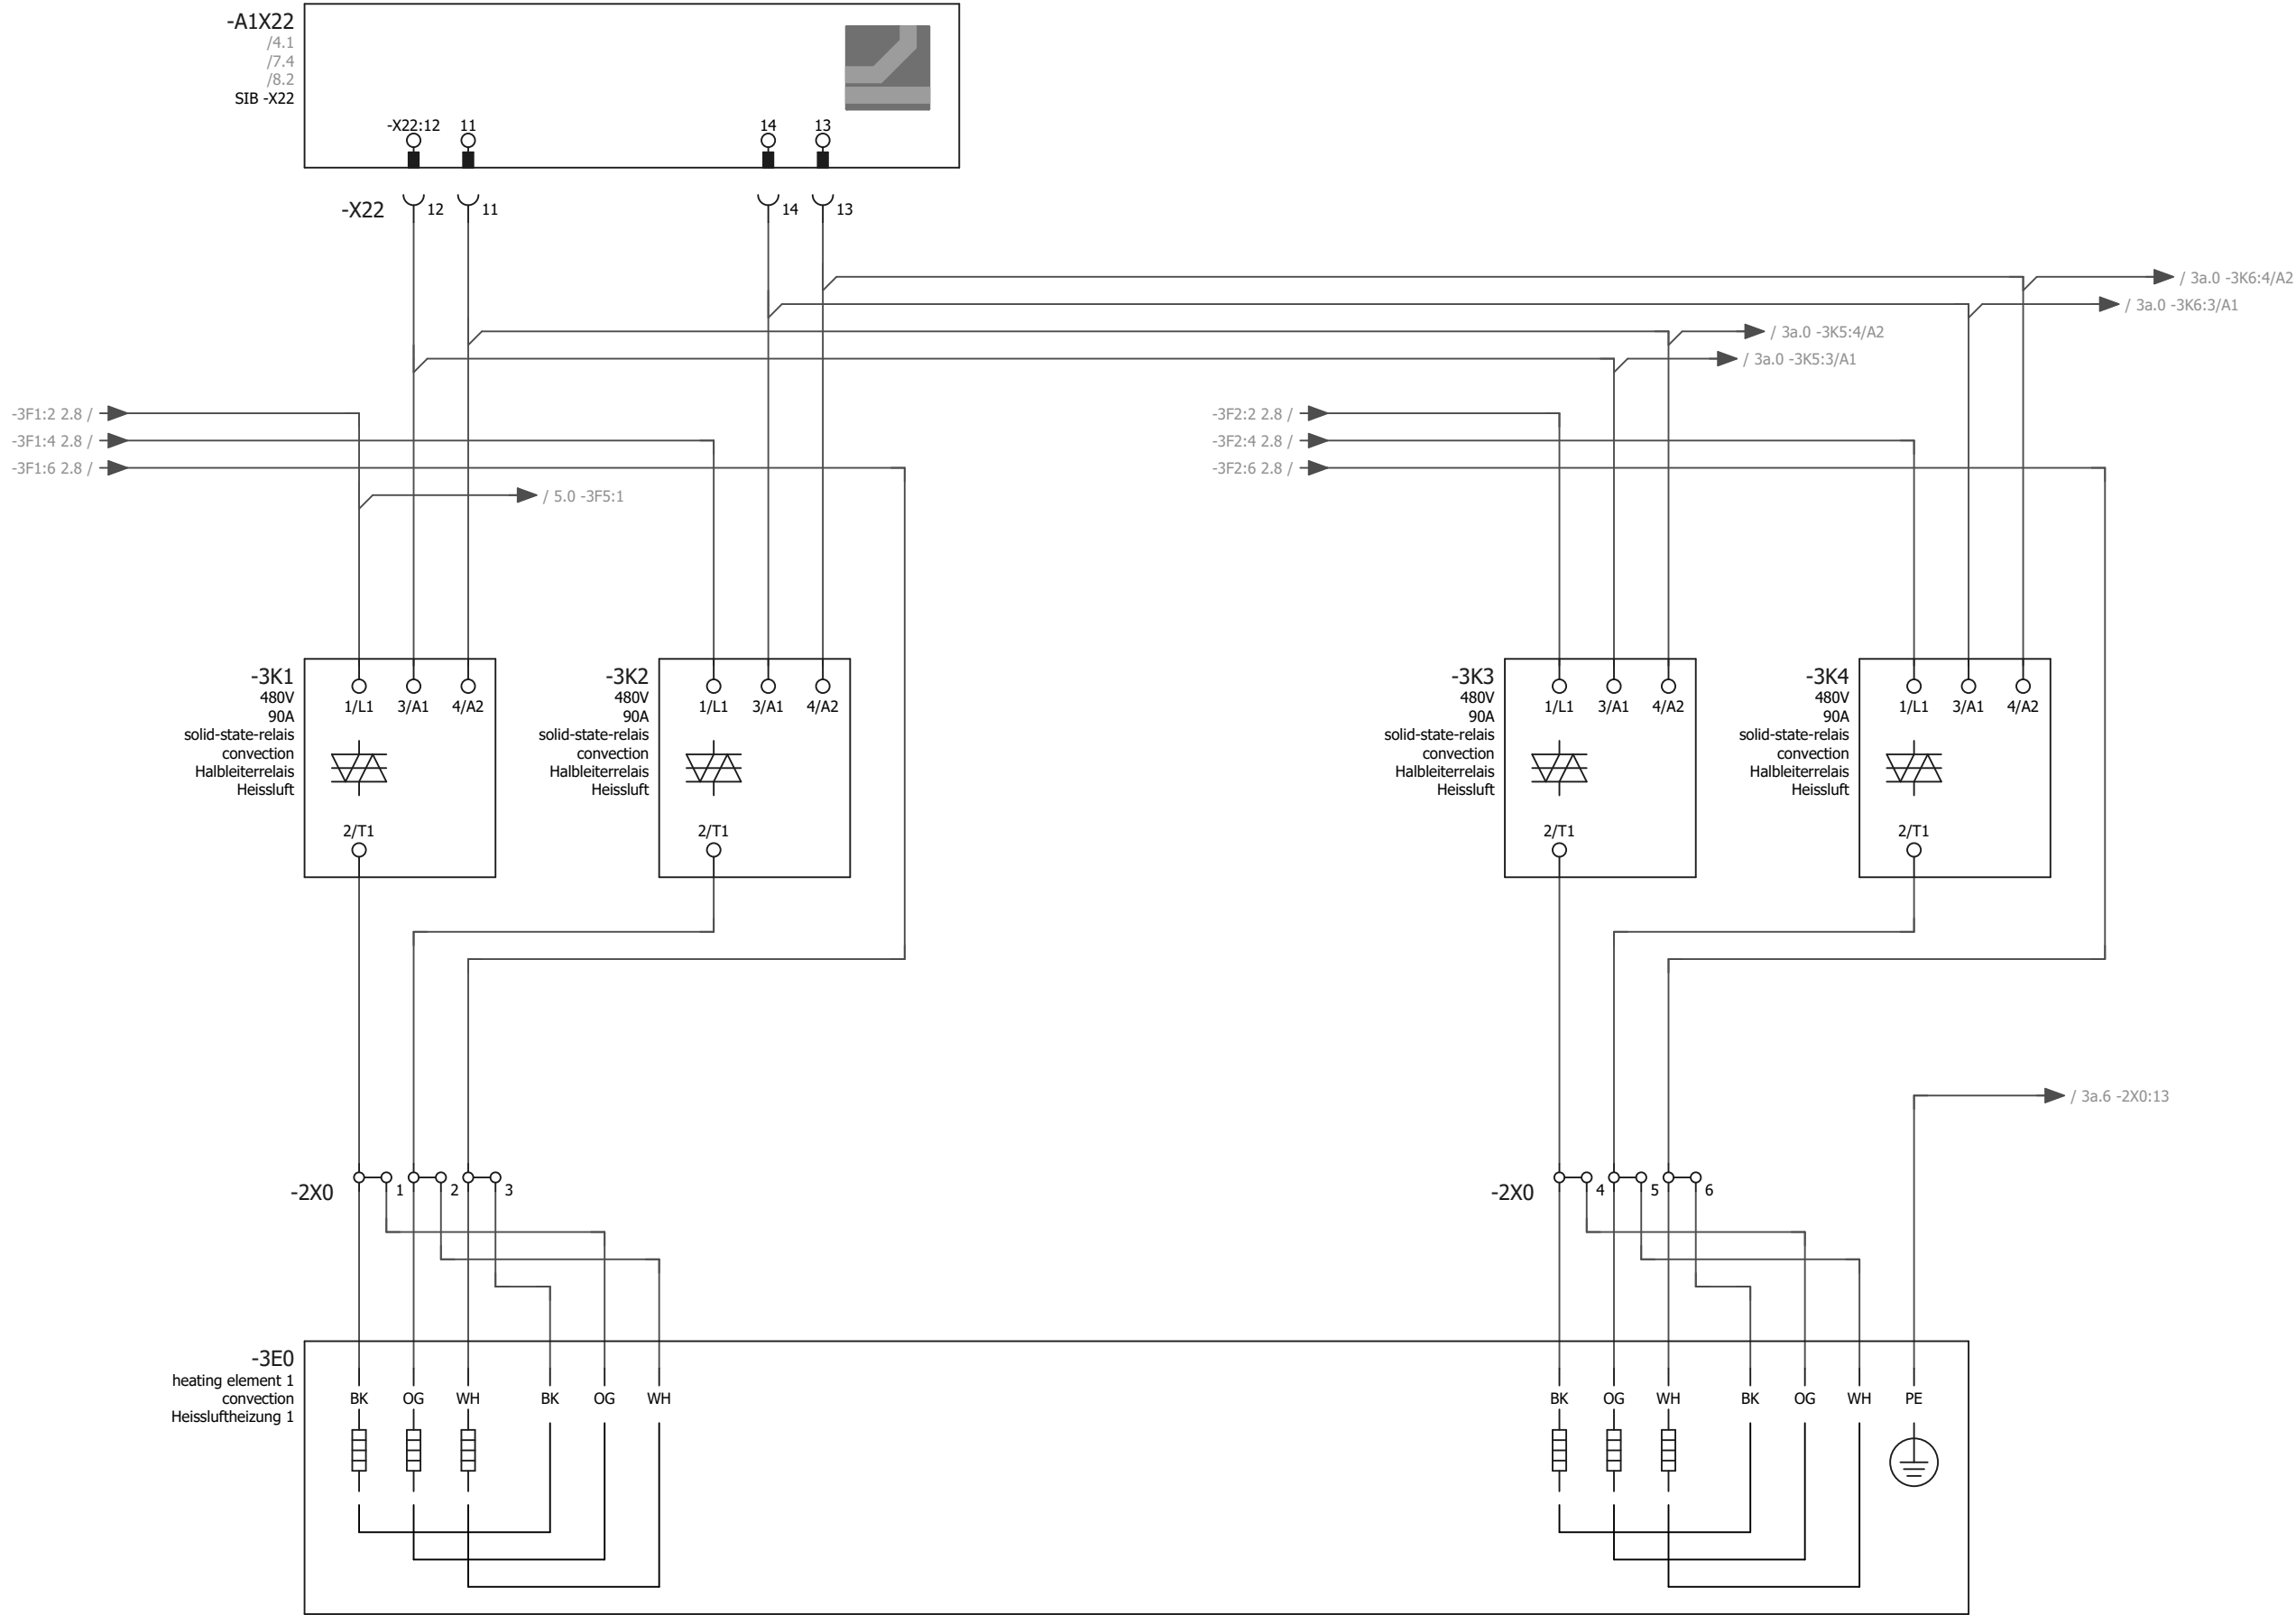 -A1X22
/4.1
/7.4
/8.2
SIB -X22
-X22:12 11 14 13
-X22 12 11 14 13
/ 3a.0 -3K6:4/A2
/ 3a.0 -3K6:3/A1
/ 3a.0 -3K5:4/A2
/ 3a.0 -3K5:3/A1
-3F1:2 2.8 /
-3F1:4 2.8 /
-3F1:6 2.8 /
/ 5.0 -3F5:1
-3F2:2 2.8 /
-3F2:4 2.8 /
-3F2:6 2.8 /
-3K1
480V
90A
solid-state-relais
convection
Halbleiterrelais
Heissluft
1/L1 3/A1 4/A2
2/T1
-3K2
480V
90A
solid-state-relais
convection
Halbleiterrelais
Heissluft
1/L1 3/A1 4/A2
2/T1
-3K3
480V
90A
solid-state-relais
convection
Halbleiterrelais
Heissluft
1/L1 3/A1 4/A2
2/T1
-3K4
480V
90A
solid-state-relais
convection
Halbleiterrelais
Heissluft
1/L1 3/A1 4/A2
2/T1
/ 3a.6 -2X0:13
-2X0 1 2 3
-2X0 4 5 6
-3E0
heating element 1
convection
Heissluftheizung 1
BK OG WH BK OG WH
BK OG WH BK OG WH PE